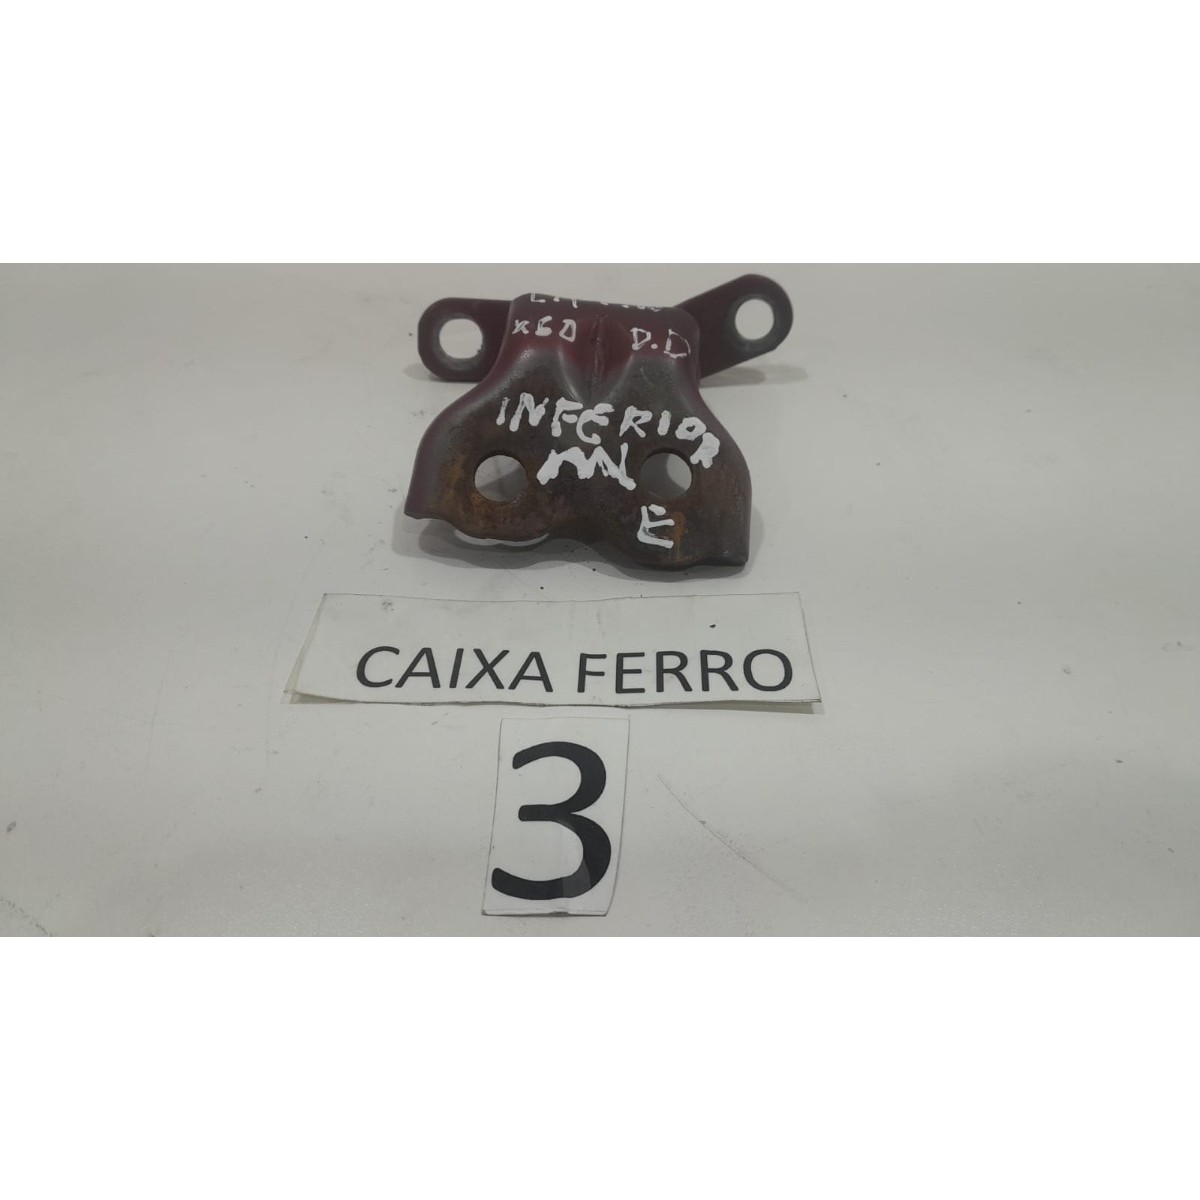 X60 D.D
INFERIOR
E
CAIXA FERRO
3